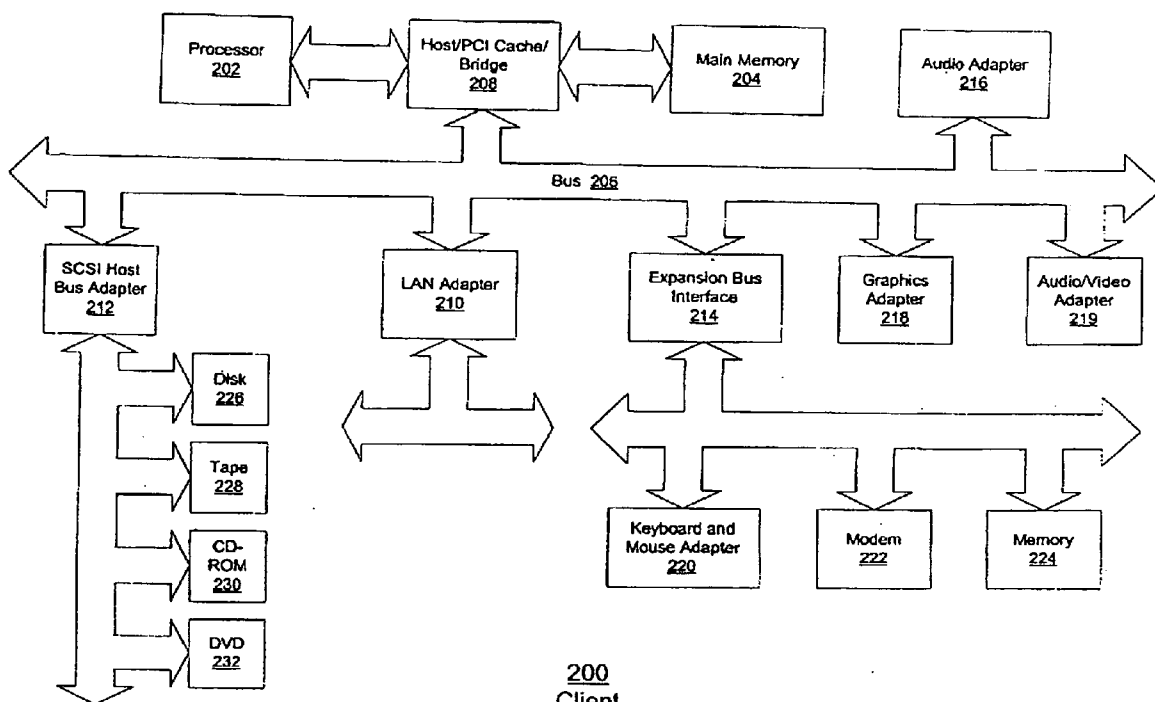 Processor
202
Host/PCI Cache/
Bridge
208
Main Memory
204
Audio Adapter
216
Bus 206
SCSI Host
Bus Adapter
212
LAN Adapter
210
Expansion Bus
Interface
214
Graphics
Adapter
218
Audio/Video
Adapter
219
Disk
226
Tape
228
CD-
ROM
230
DVD
232
Keyboard and
Mouse Adapter
220
Modem
222
Memory
224
200
Client